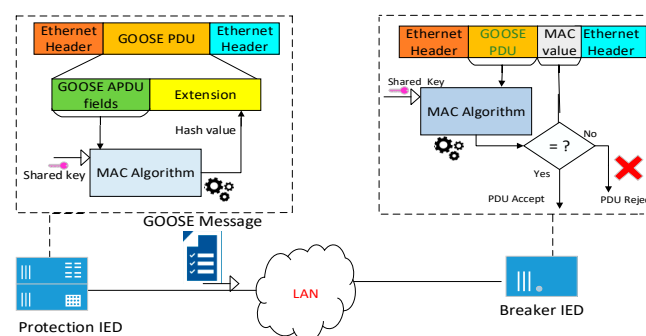 Ethernet Header
GOOSE PDU
Ethernet Header
GOOSE APDU fields
Extension
Hash value
Shared key
MAC Algorithm
GOOSE Message
Protection IED
LAN
Ethernet Header
GOOSE PDU
MAC value
Ethernet Header
Shared Key
MAC Algorithm
= ?
No
Yes
PDU Accept
PDU Rejec
Breaker IED